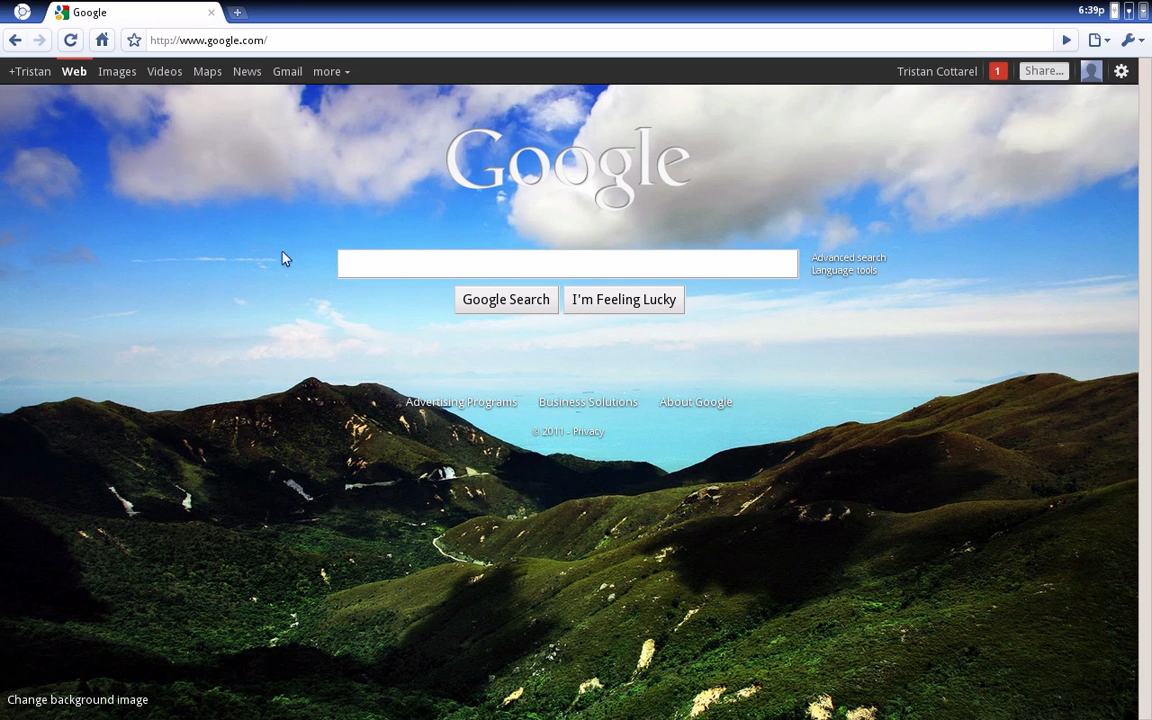 Google
6:39p
http://www.google.com/
+Tristan Web Images Videos Maps News Gmail more
Tristan Cottarel 1 Share...
Google
Advanced search
Language tools
Google Search I'm Feeling Lucky
Advertising Programs Business Solutions About Google
© 2011 - Privacy
Change background image